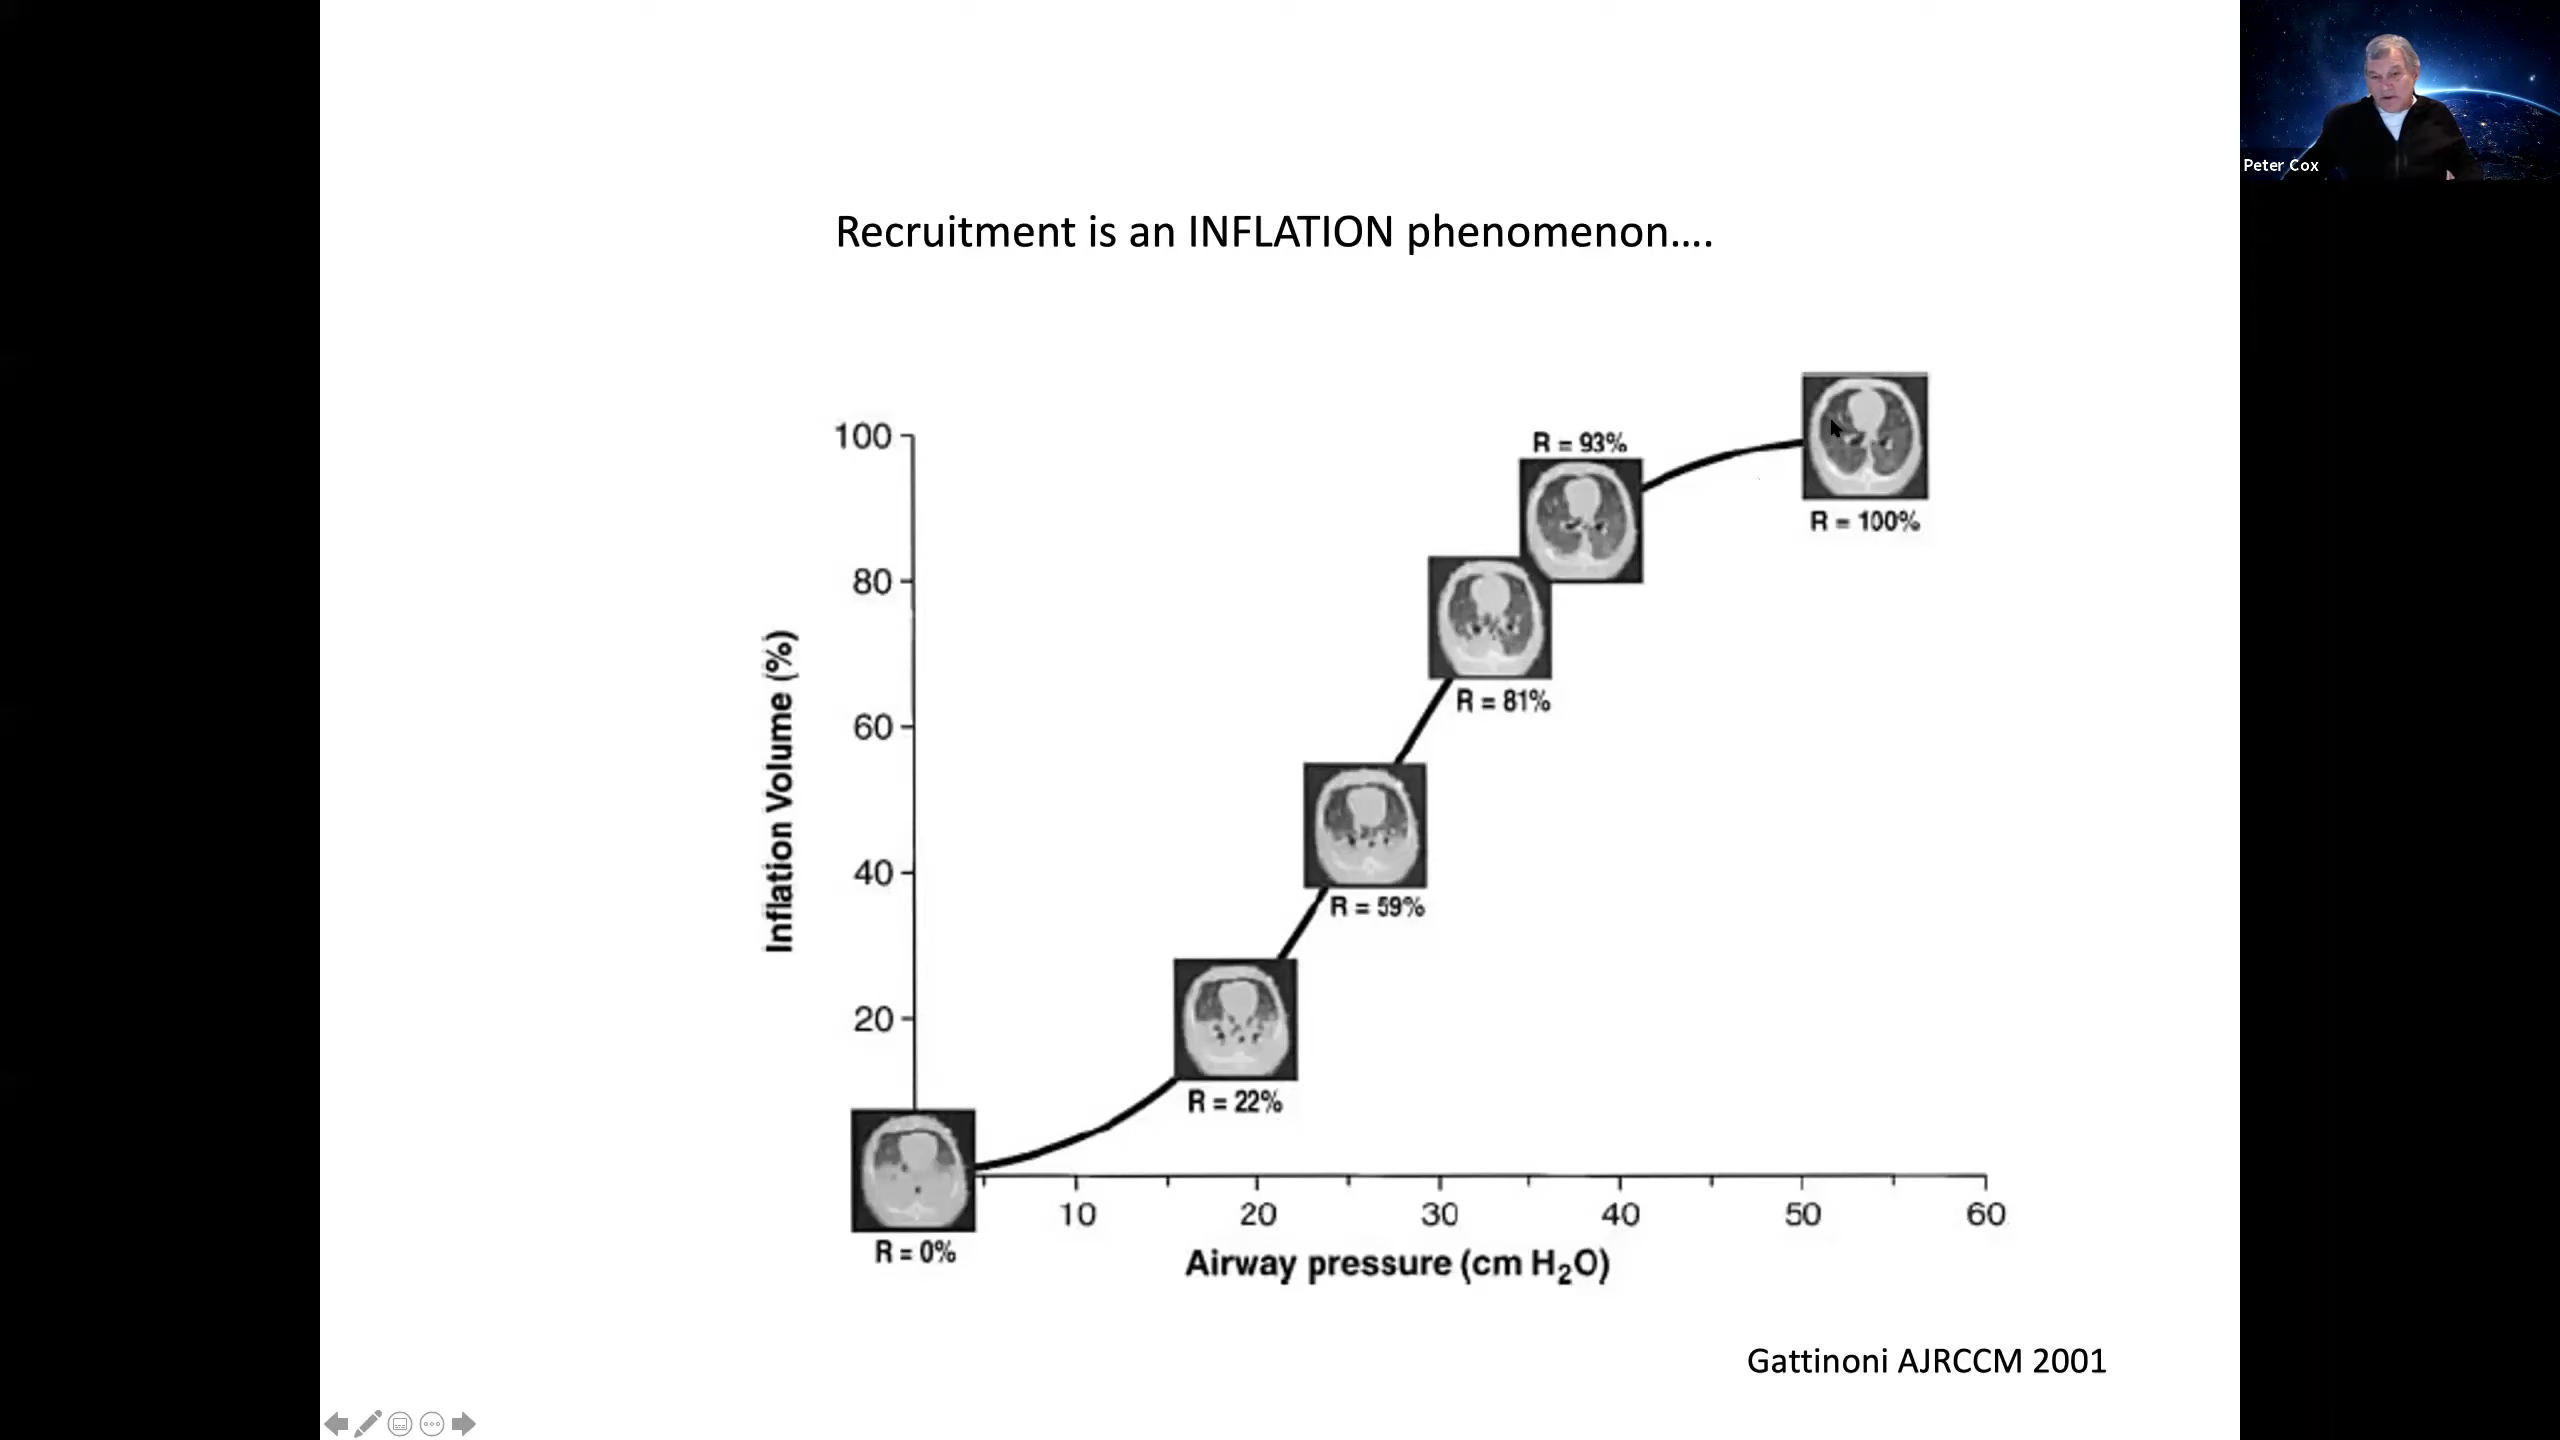 Peter Cox
Recruitment is an INFLATION phenomenon....
100
80
60
40
20
Inflation Volume (%)
R = 93%
R = 100%
R = 81%
R = 59%
R = 22%
R = 0%
10 20 30 40 50 60
Airway pressure (cm H₂O)
Gattinoni AJRCCM 2001